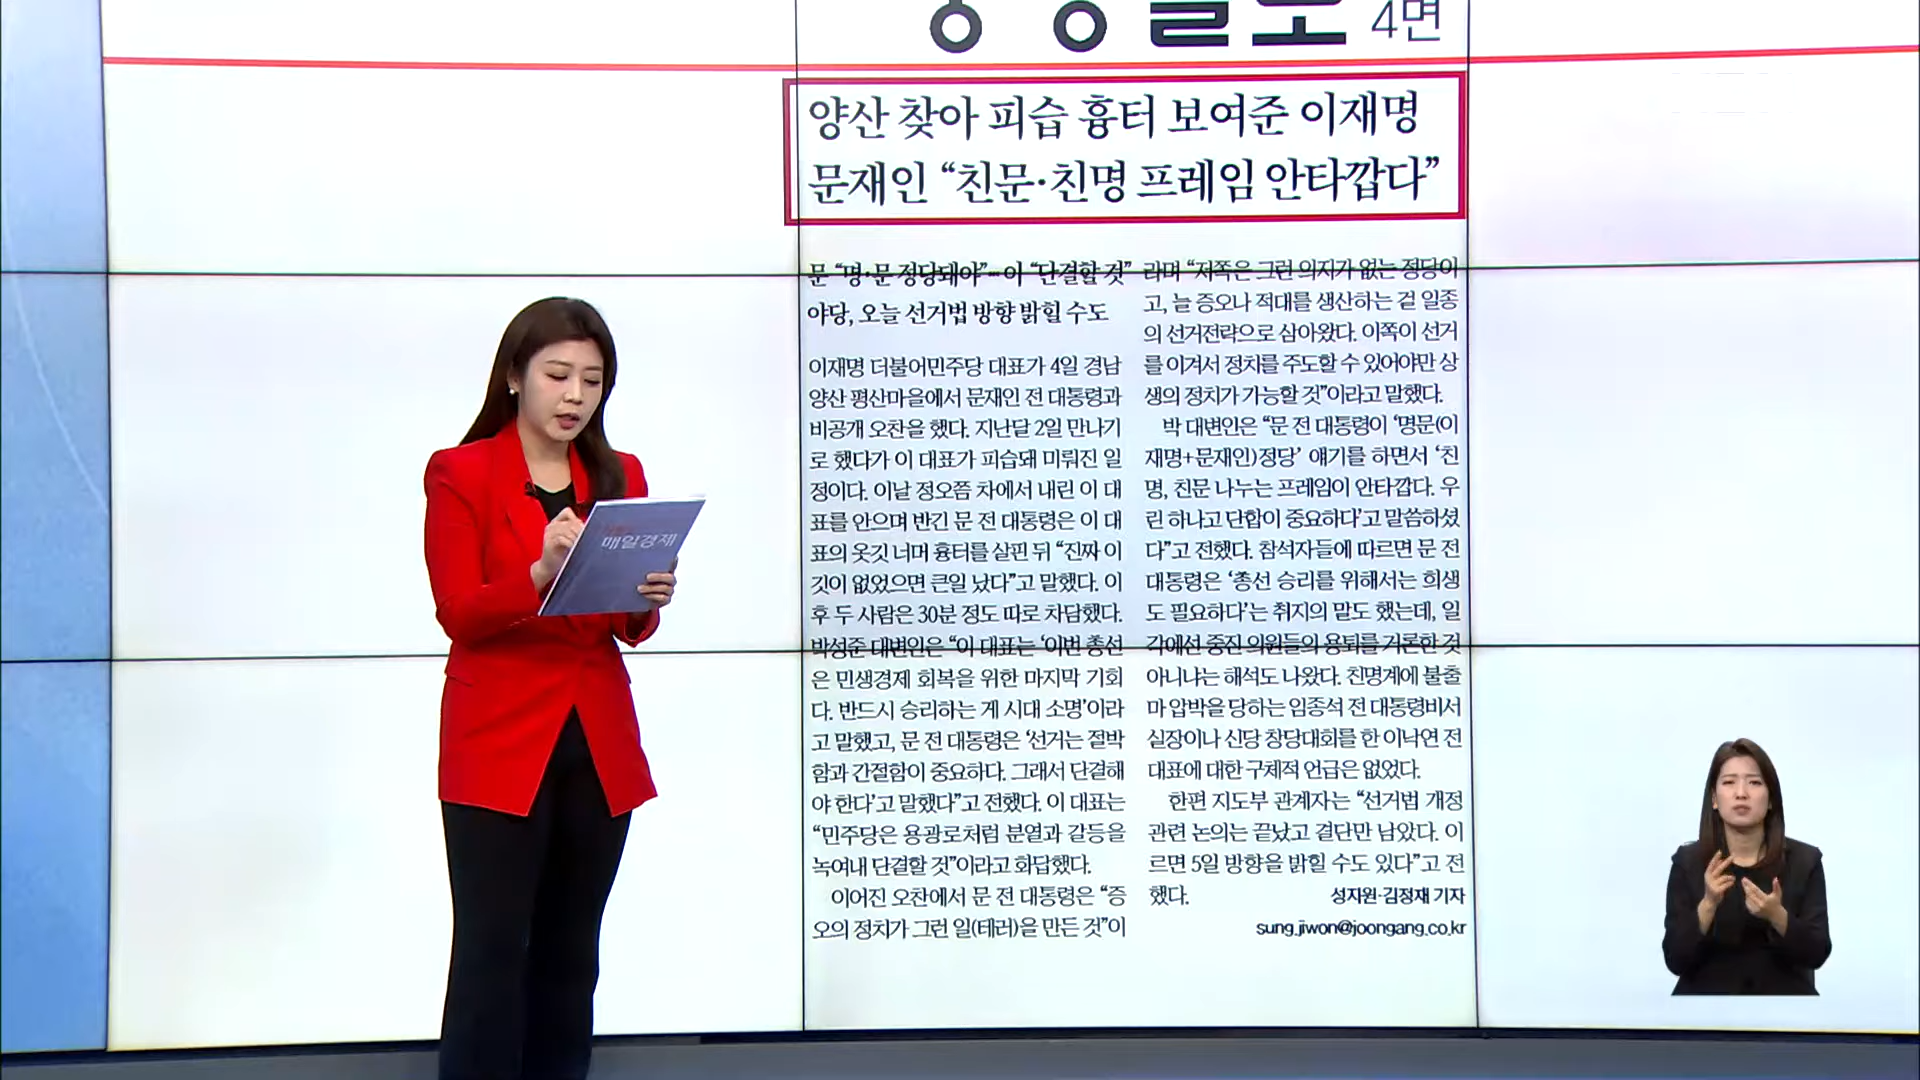 4면
양산 찾아 피습 흉터 보여준 이재명
문재인 “친문·친명 프레임 안타깝다”
문 “명·문 정당돼야”… 이 “단결할 것”
야당, 오늘 선거법 방향 밝힐 수도
이재명 더불어민주당 대표가 4일 경남
양산 평산마을에서 문재인 전 대통령과
비공개 오찬을 했다. 지난달 2일 만나기
로 했다가 이 대표가 피습돼 미뤄진 일
정이다. 이날 정오쯤 차에서 내린 이 대
표를 안으며 반긴 문 전 대통령은 이 대
표의 옷깃 너머 흉터를 살핀 뒤 “진짜 이
깃이 없었으면 큰일 났다”고 말했다. 이
후 두 사람은 30분 정도 따로 차담했다.
박성준 대변인은 “이 대표는 ‘이번 총선
은 민생경제 회복을 위한 마지막 기회
다. 반드시 승리하는 게 시대 소명’이라
고 말했고, 문 전 대통령은 ‘선거는 절박
함과 간절함이 중요하다. 그래서 단결해
야 한다’고 말했다”고 전했다. 이 대표는
“민주당은 용광로처럼 분열과 갈등을
녹여내 단결할 것”이라고 화답했다.
이어진 오찬에서 문 전 대통령은 “증
오의 정치가 그런 일(테러)을 만든 것”이
라며 “저쪽은 그런 의지가 없는 정당이
고, 늘 증오나 적대를 생산하는 걸 일종
의 선거전략으로 삼아왔다. 이쪽이 선거
를 이겨서 정치를 주도할 수 있어야만 상
생의 정치가 가능할 것”이라고 말했다.
박 대변인은 “문 전 대통령이 ‘명문(이
재명+문재인)정당’ 얘기를 하면서 ‘친
명, 친문 나누는 프레임이 안타깝다. 우
린 하나고 단합이 중요하다’고 말씀하셨
다”고 전했다. 참석자들에 따르면 문 전
대통령은 ‘총선 승리를 위해서는 희생
도 필요하다’는 취지의 말도 했는데, 일
각에선 중진 의원들의 용퇴를 거론한 것
아니냐는 해석도 나왔다. 친명계에 불출
마 압박을 당하는 임종석 전 대통령비서
실장이나 신당 창당대회를 한 이낙연 전
대표에 대한 구체적 언급은 없었다.
한편 지도부 관계자는 “선거법 개정
관련 논의는 끝났고 결단만 남았다. 이
르면 5일 방향을 밝힐 수도 있다”고 전
했다.
성지원·김정재 기자
sung.jiwon@joongang.co.kr
매일경제